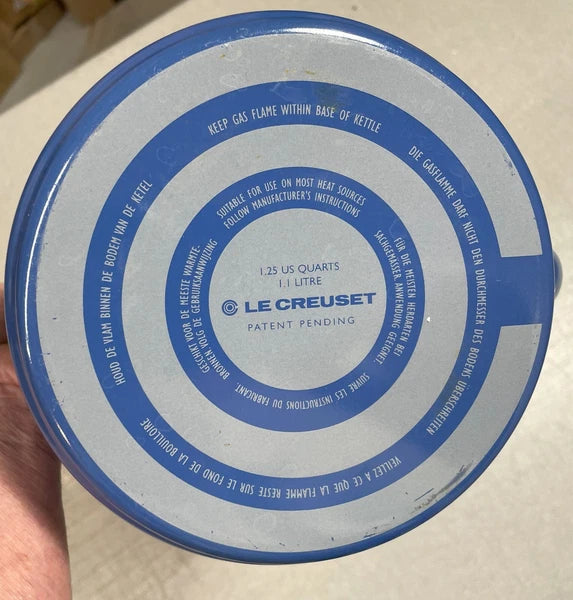 KEEP GAS FLAME WITHIN BASE OF KETTLE
DIE GASFLAMME DARF NICHT DEN DURCHMESSER DES BODENS UBERSCHREITEN
VEILLEZ A CE QUE LA FLAMME RESTE SUR LE FOND DE LA BOUILLOIRE
HOUD DE VLAM BINNEN DE BODEM VAN DE KETEL
SUITABLE FOR USE ON MOST HEAT SOURCES
FOLLOW MANUFACTURER'S INSTRUCTIONS
FÜR DIE MEISTEN HERDARTEN BEI
SACHGEMASSER ANWENDUNG GEEIGNET.
SUIVRE LES INSTRUCTIONS DU FABRICANT.
GESCHIKT VOOR DE MEESTE WARMTE-
BRONNEN VOLG DE GEBRUIKSAANWIJZING
1.25 US QUARTS
1.1 LITRE
LE CREUSET
PATENT PENDING